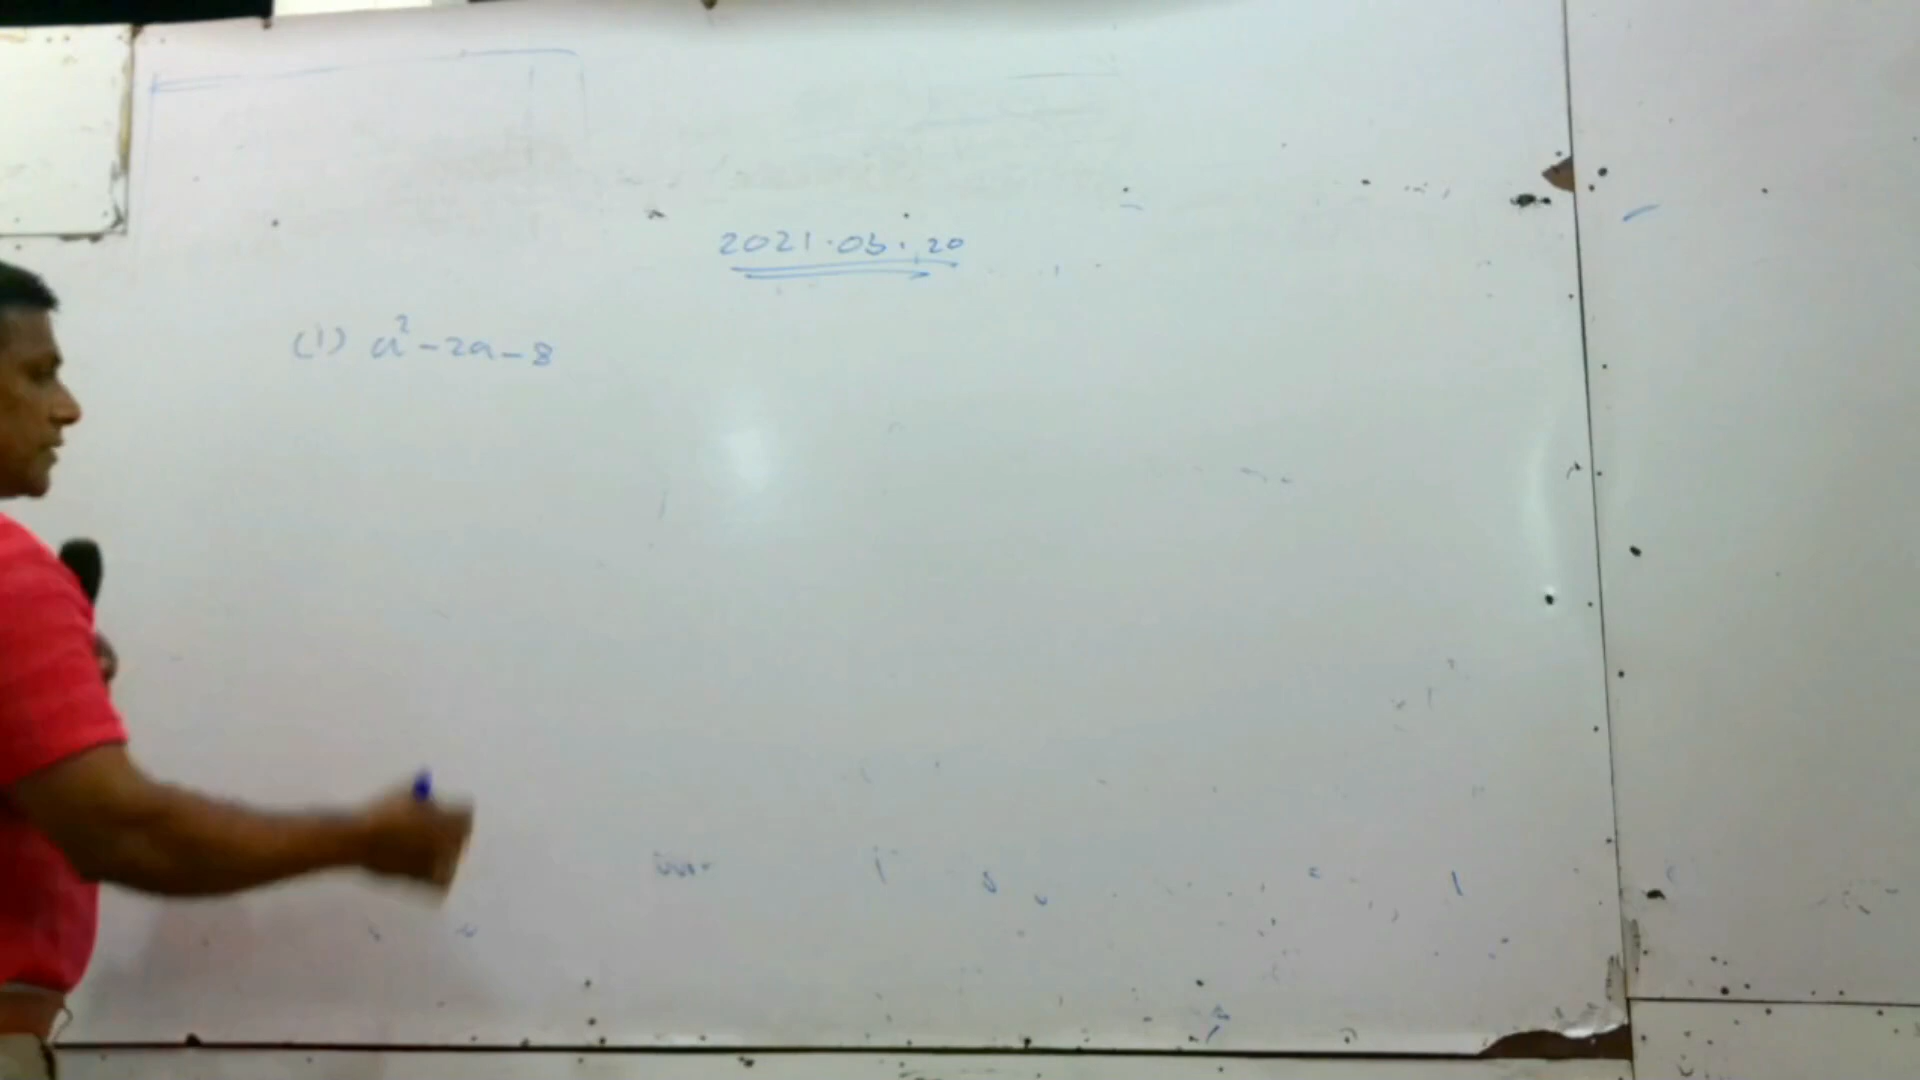 2021.05.20
(1) a² - 2a - 8